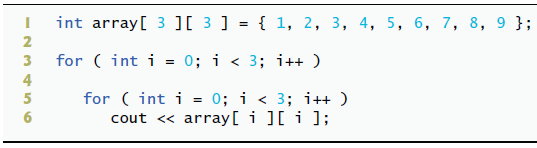 1 int array[ 3 ][ 3 ] = { 1, 2, 3, 4, 5, 6, 7, 8, 9 };
2
3 for ( int i = 0; i < 3; i++ )
4
5 for ( int i = 0; i < 3; i++ )
6 cout << array[ i ][ i ];